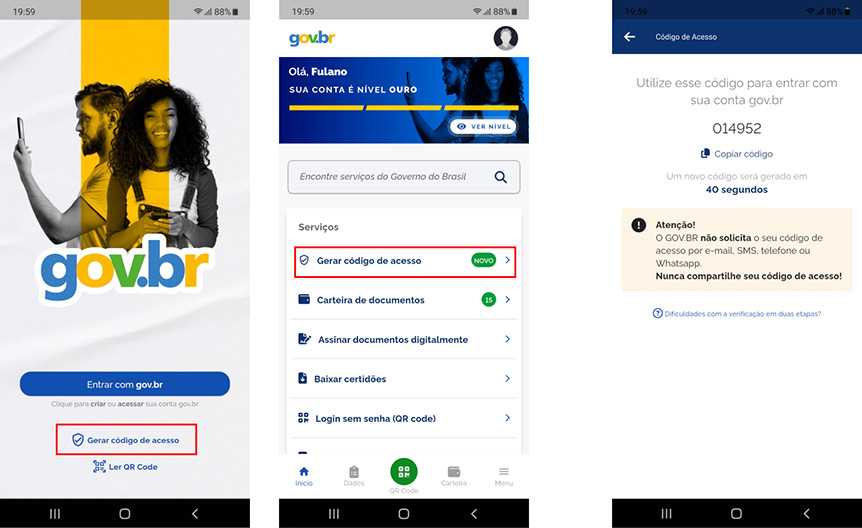 19:59
88%
gov.br
Entrar com gov.br
Clique para criar ou acessar sua conta gov.br
Gerar código de acesso
Ler QR Code
19:59
88%
gov.br
Olá, Fulano
SUA CONTA É NÍVEL OURO
VER NÍVEL
Encontre serviços do Governo do Brasil
Serviços
Gerar código de acesso NOVO
Carteira de documentos 15
Assinar documentos digitalmente
Baixar certidões
Login sem senha (QR code)
Início Dados QR Code Carteira Menu
19:59
88%
Código de Acesso
Utilize esse código para entrar com
sua conta gov.br
014952
Copiar código
Um novo código será gerado em
40 segundos
Atenção!
O GOV.BR não solicita o seu código de
acesso por e-mail, SMS, telefone ou
Whatsapp.
Nunca compartilhe seu código de acesso!
Dificuldades com a verificação em duas etapas?